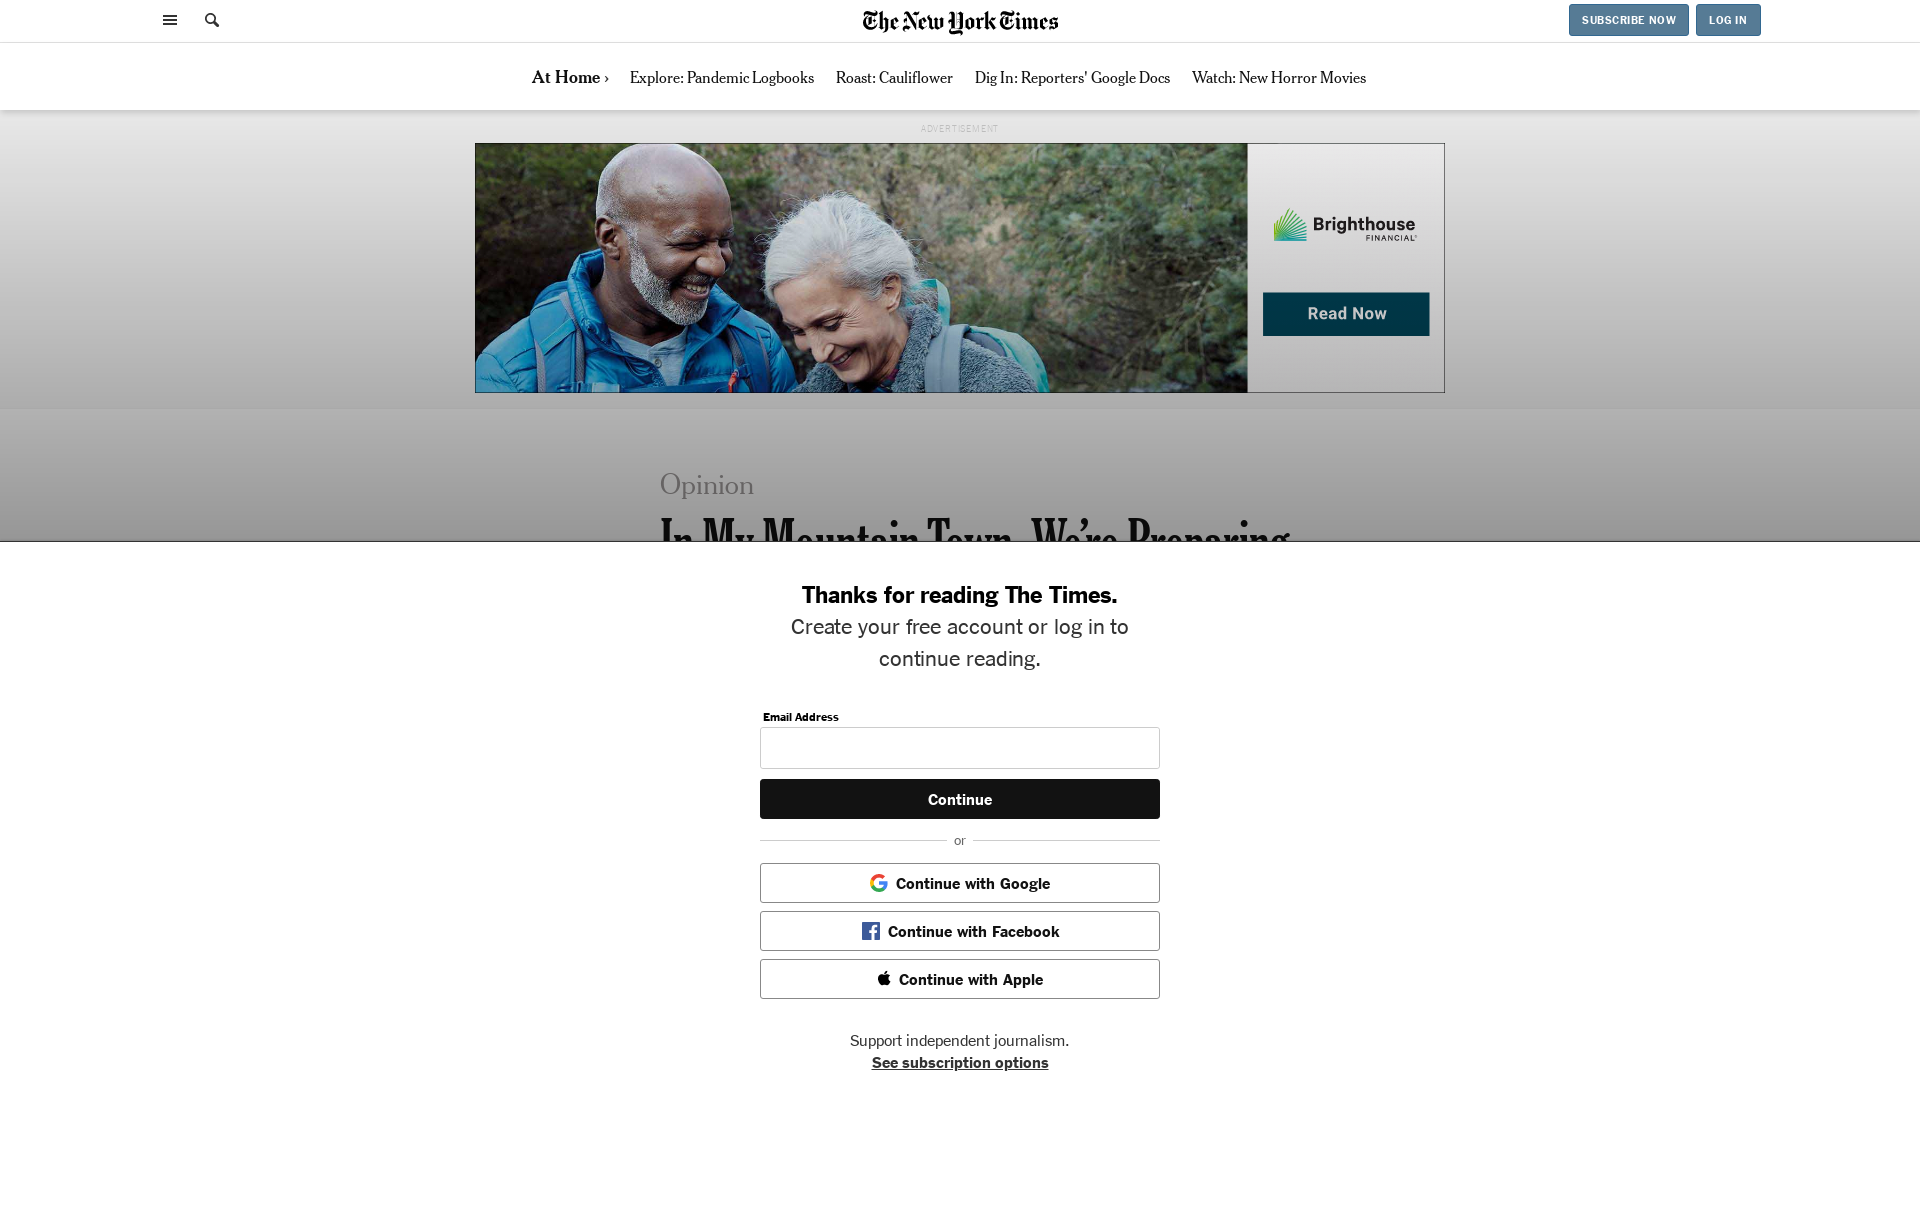 The New York Times
SUBSCRIBE NOW
LOG IN
At Home ›
Explore: Pandemic Logbooks
Roast: Cauliflower
Dig In: Reporters' Google Docs
Watch: New Horror Movies
ADVERTISEMENT
Brighthouse
FINANCIAL
Read Now
Opinion
In My Mountain Town, We're Preparing
Thanks for reading The Times.
Create your free account or log in to
continue reading.
Email Address
Continue
or
Continue with Google
Continue with Facebook
Continue with Apple
Support independent journalism.
See subscription options